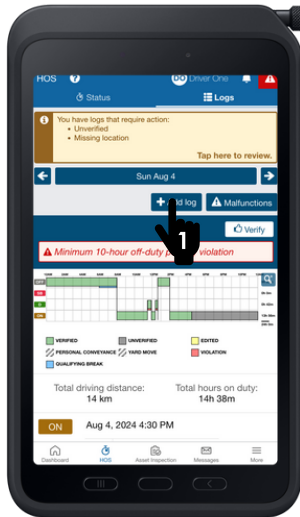 HOS ? DO Driver One
Status Logs
You have logs that require action:
• Unverified
• Missing location
Tap here to review.
Sun Aug 4
+ Add log Malfunctions
Verify
Minimum 10-hour off-duty violation
VERIFIED UNVERIFIED EDITED
PERSONAL CONVEYANCE YARD MOVE VIOLATION
QUALIFYING BREAK
Total driving distance: Total hours on duty:
14 km 14h 38m
ON Aug 4, 2024 4:30 PM
Dashboard HOS Asset Inspection Messages More
1